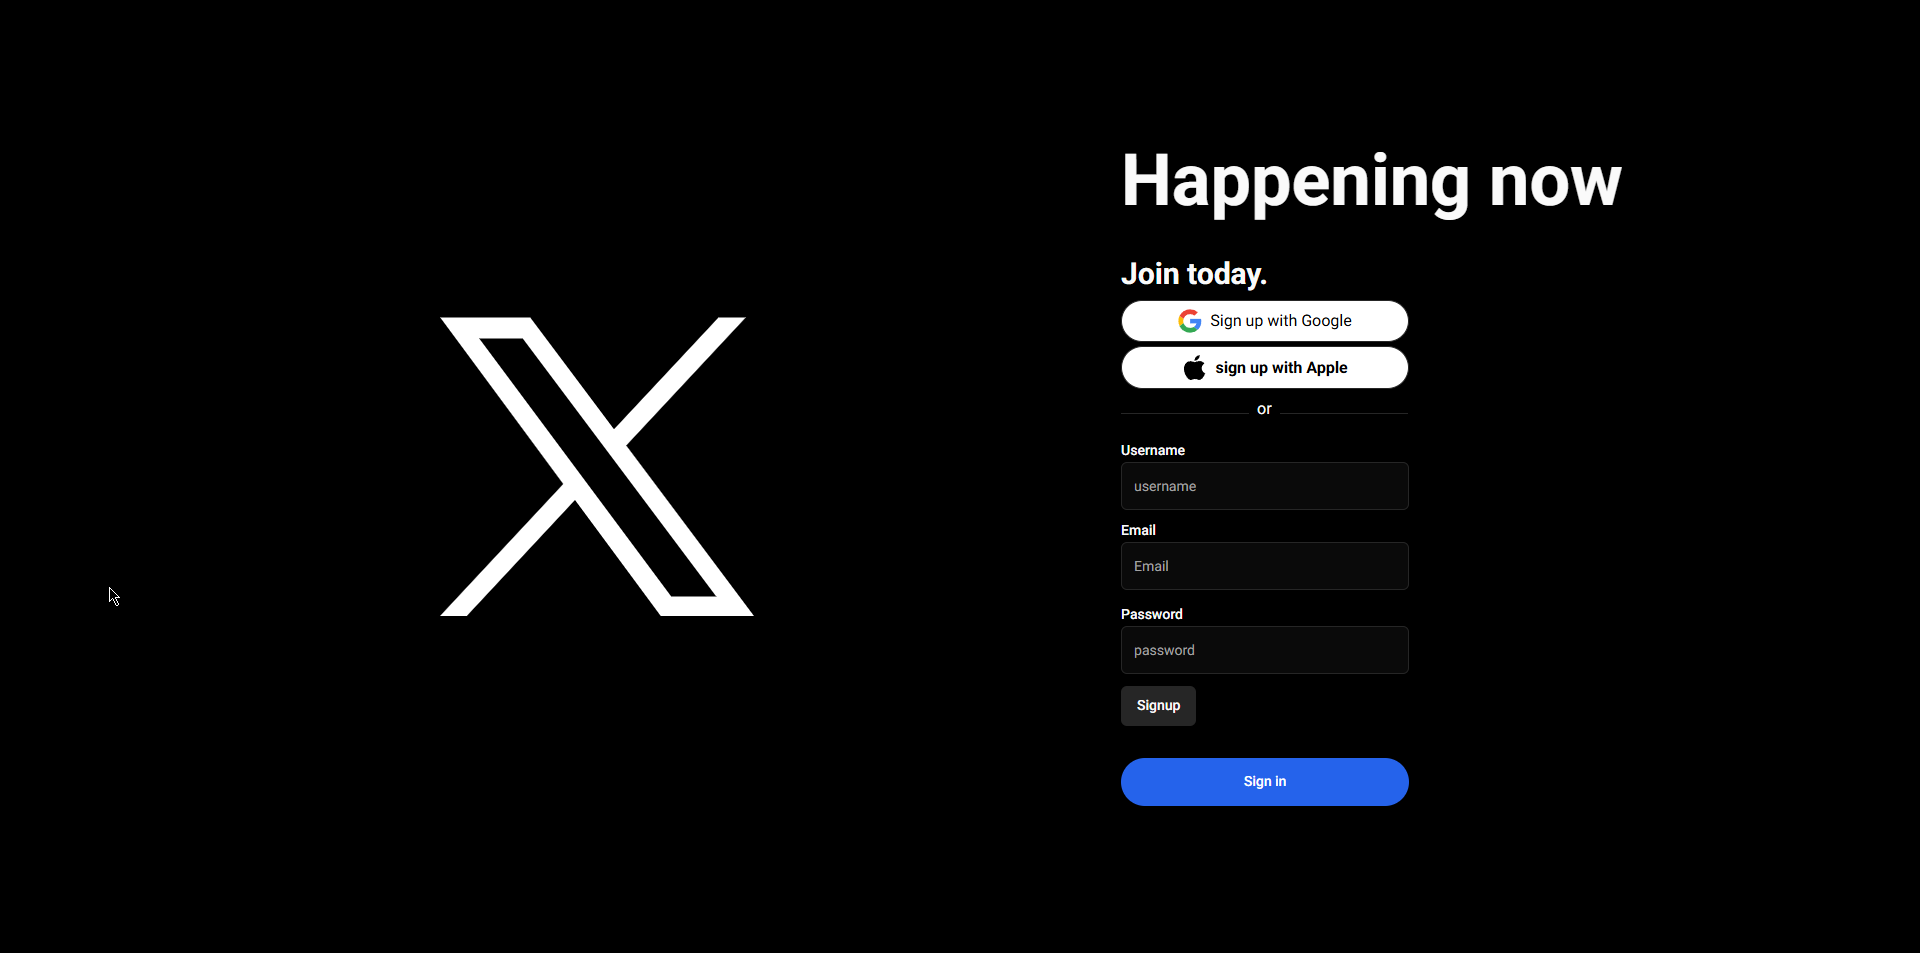 Happening now
Join today.
Sign up with Google
sign up with Apple
or
Username
username
Email
Email
Password
password
Signup
Sign in